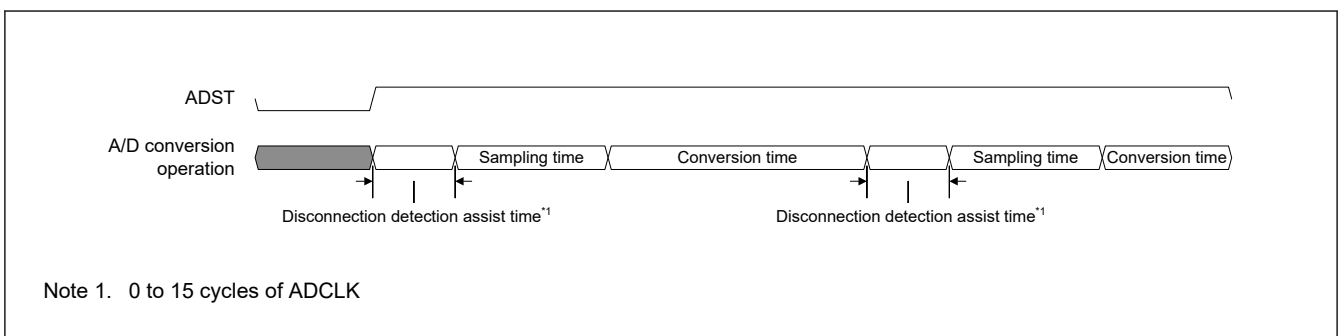 ADST
A/D conversion
operation
Sampling time
Conversion time
Sampling time
Conversion time
Disconnection detection assist time*1
Disconnection detection assist time*1
Note 1. 0 to 15 cycles of ADCLK